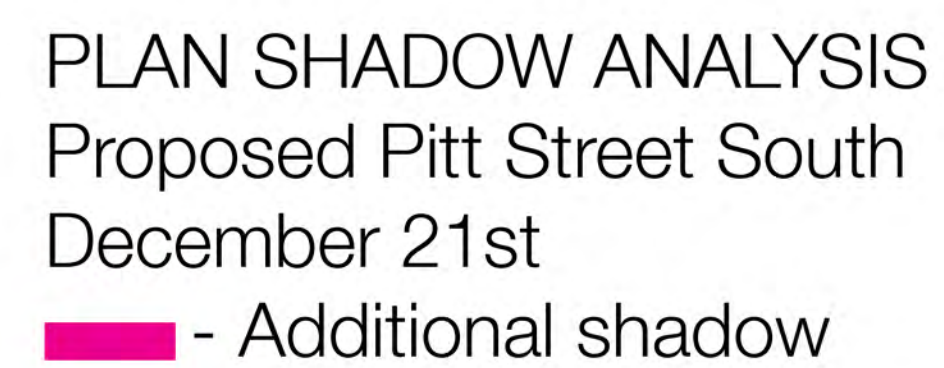 PLAN SHADOW ANALYSIS
Proposed Pitt Street South
December 21st
- Additional shadow